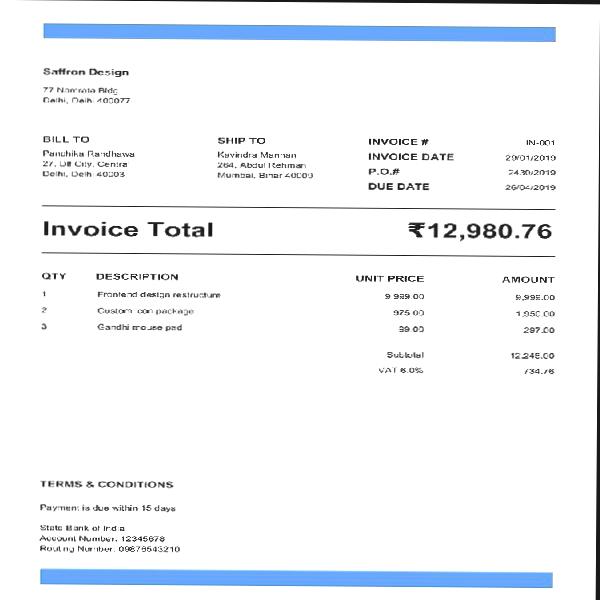 Saffron Design
77 Namrata Bldg
Delhi, Delhi 400077
BILL TO
Panchika Randhawa
27, Dlf City, Centra
Delhi, Delhi 40003
SHIP TO
Kavindra Mannan
264, Abdul Rehman
Mumbai, Bihar 40009
INVOICE # IN-001
INVOICE DATE 29/01/2019
P.O.# 2430/2019
DUE DATE 26/04/2019
Invoice Total ₹12,980.76
QTY DESCRIPTION UNIT PRICE AMOUNT
1 Frontend design restructure 9,999.00 9,999.00
2 Custom icon package 975.00 1,950.00
3 Gandhi mouse pad 99.00 297.00
Subtotal 12,246.00
VAT 6.0% 734.76
TERMS & CONDITIONS
Payment is due within 15 days
State Bank of India
Account Number: 12345678
Routing Number: 09876543210